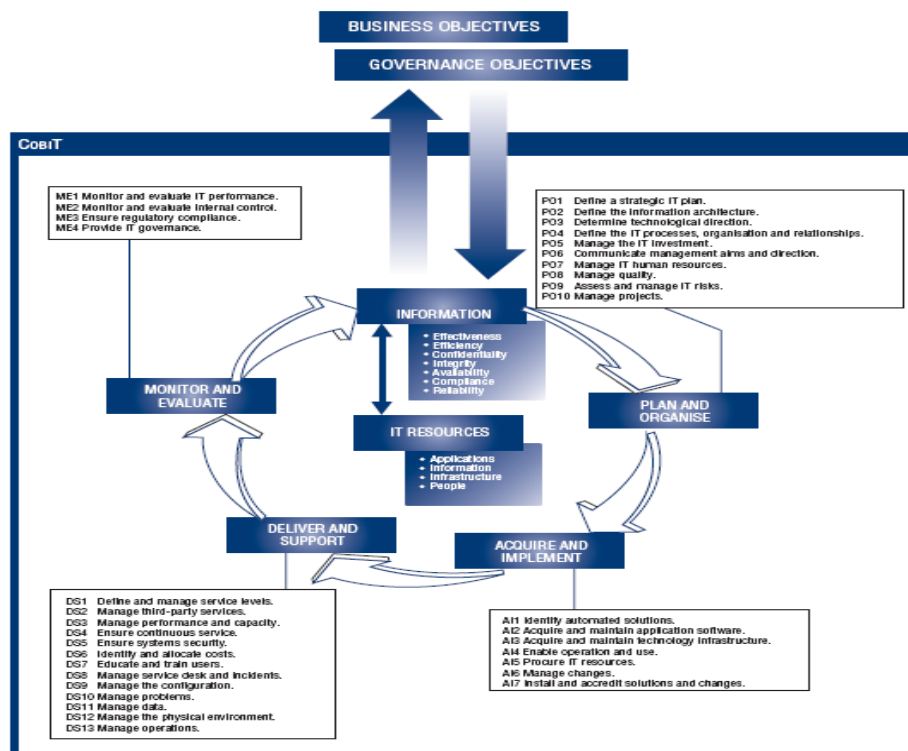 BUSINESS OBJECTIVES
GOVERNANCE OBJECTIVES
COBIT
ME1 Monitor and evaluate IT performance.
ME2 Monitor and evaluate internal control.
ME3 Ensure regulatory compliance.
ME4 Provide IT governance.
PO1 Define a strategic IT plan.
PO2 Define the information architecture.
PO3 Determine technological direction.
PO4 Define the IT processes, organisation and relationships.
PO5 Manage the IT investment.
PO6 Communicate management aims and direction.
PO7 Manage IT human resources.
PO8 Manage quality.
PO9 Assess and manage IT risks.
PO10 Manage projects.
INFORMATION
• Effectiveness
• Efficiency
• Confidentiality
• Integrity
• Availability
• Compliance
• Reliability
MONITOR AND
EVALUATE
PLAN AND
ORGANISE
IT RESOURCES
• Applications
• Information
• Infrastructure
• People
DELIVER AND
SUPPORT
ACQUIRE AND
IMPLEMENT
DS1 Define and manage service levels.
DS2 Manage third-party services.
DS3 Manage performance and capacity.
DS4 Ensure continuous service.
DS5 Ensure systems security.
DS6 Identify and allocate costs.
DS7 Educate and train users.
DS8 Manage service desk and incidents.
DS9 Manage the configuration.
DS10 Manage problems.
DS11 Manage data.
DS12 Manage the physical environment.
DS13 Manage operations.
AI1 Identify automated solutions.
AI2 Acquire and maintain application software.
AI3 Acquire and maintain technology infrastructure.
AI4 Enable operation and use.
AI5 Procure IT resources.
AI6 Manage changes.
AI7 Install and accredit solutions and changes.